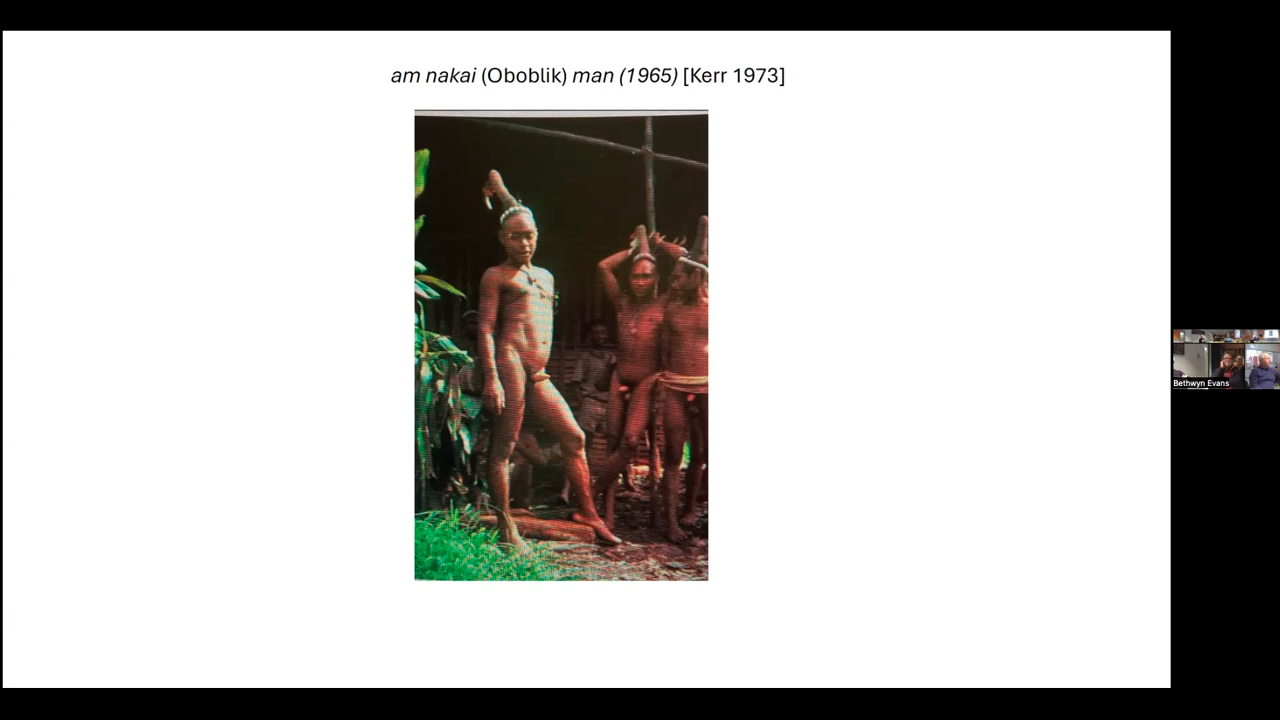 am nakai (Oboblik) man (1965) [Kerr 1973]
Bethwyn Evans